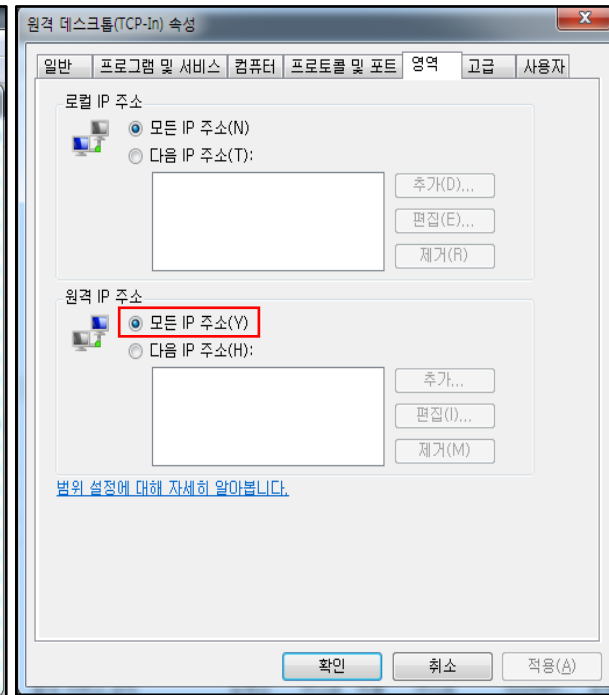 원격 데스크톱(TCP-In) 속성
일반 프로그램 및 서비스 컴퓨터 프로토콜 및 포트 영역 고급 사용자
로컬 IP 주소
모든 IP 주소(N)
다음 IP 주소(T):
추가(D)...
편집(E)...
제거(R)
원격 IP 주소
모든 IP 주소(Y)
다음 IP 주소(H):
추가...
편집(I)...
제거(M)
범위 설정에 대해 자세히 알아봅니다.
확인 취소 적용(A)